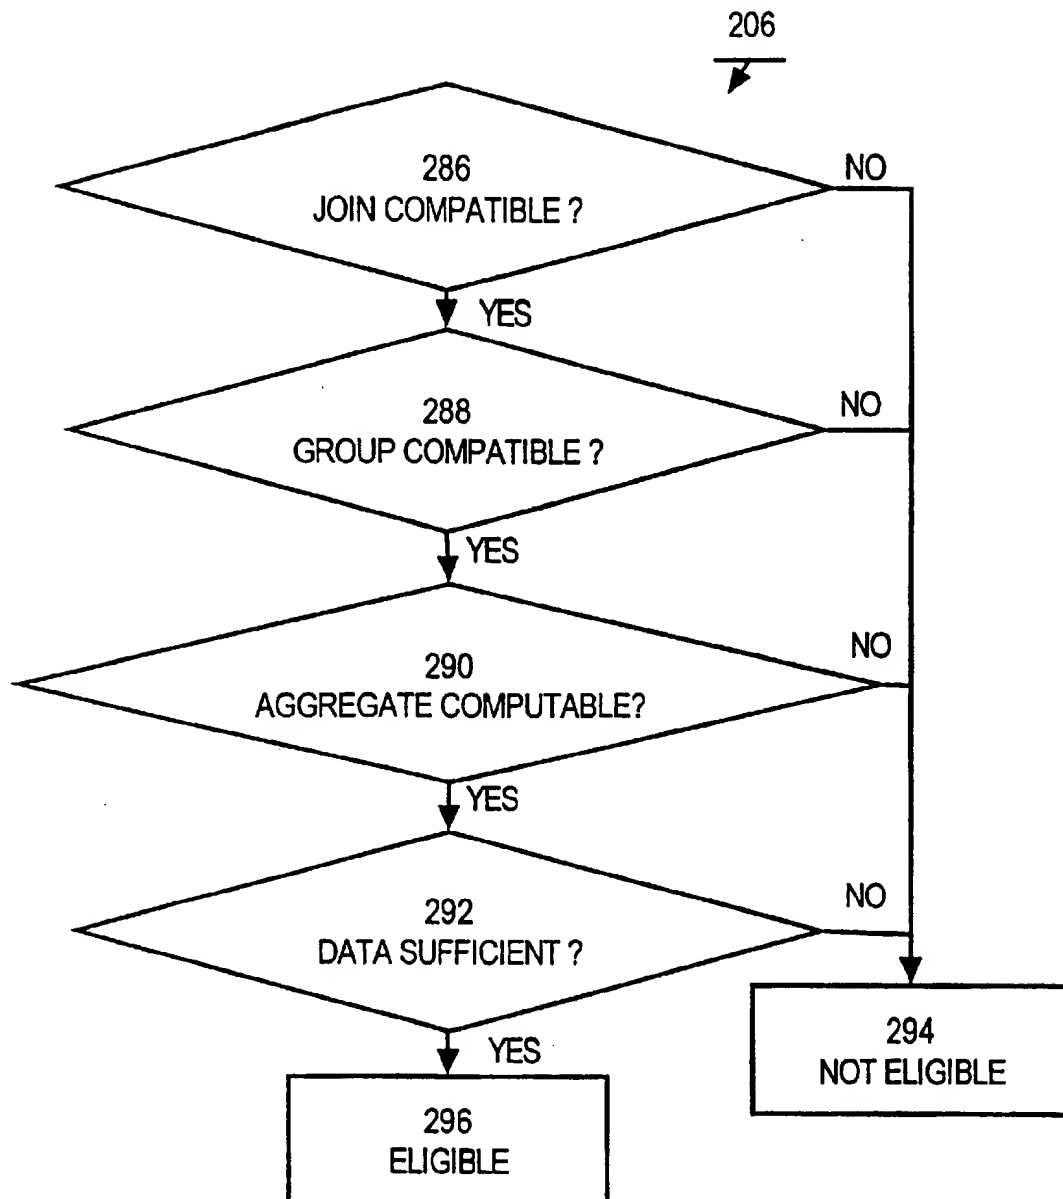 206
286
JOIN COMPATIBLE ?
NO
YES
288
GROUP COMPATIBLE ?
NO
YES
290
AGGREGATE COMPUTABLE?
NO
YES
292
DATA SUFFICIENT ?
NO
YES
294
NOT ELIGIBLE
296
ELIGIBLE